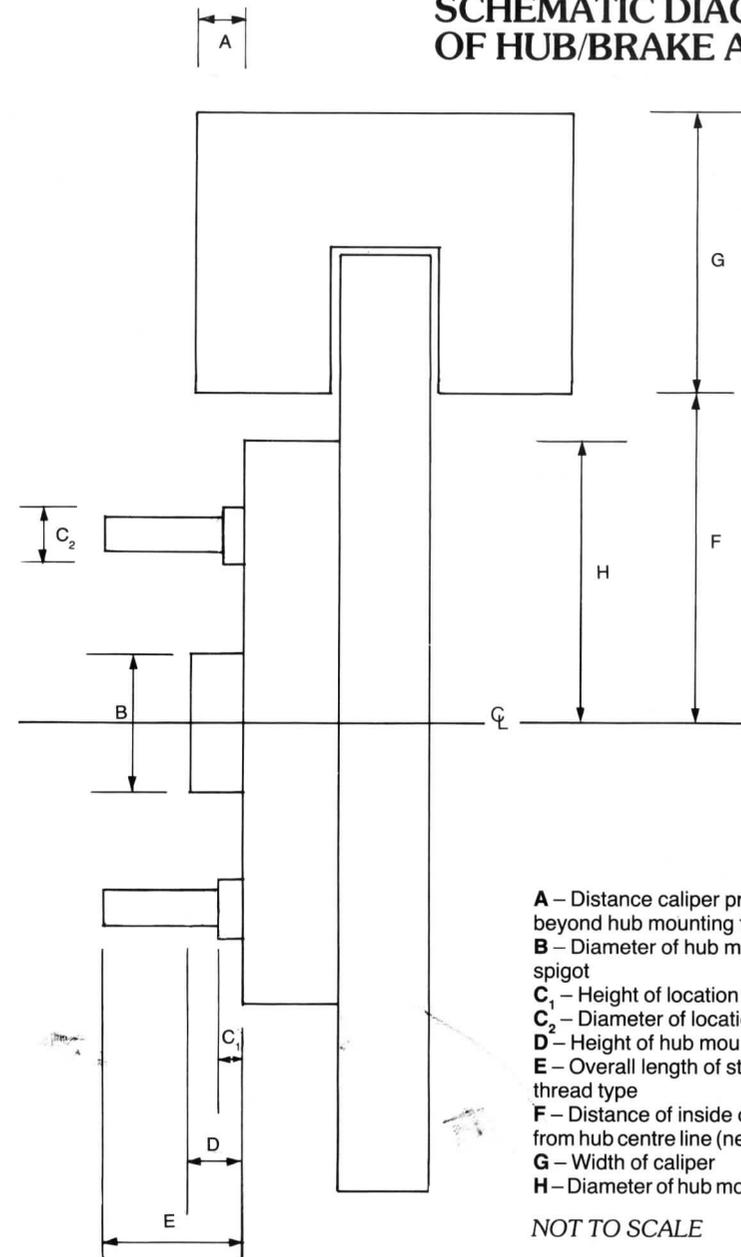 SCHEMATIC DIAG
OF HUB/BRAKE A
A
G
C₂
F
H
B
℄
A – Distance caliper pr
beyond hub mounting
B – Diameter of hub m
spigot
C₁ – Height of location
C₂ – Diameter of locati
D – Height of hub mou
E – Overall length of st
thread type
F – Distance of inside
from hub centre line (ne
G – Width of caliper
H – Diameter of hub mo
NOT TO SCALE
C₁
D
E